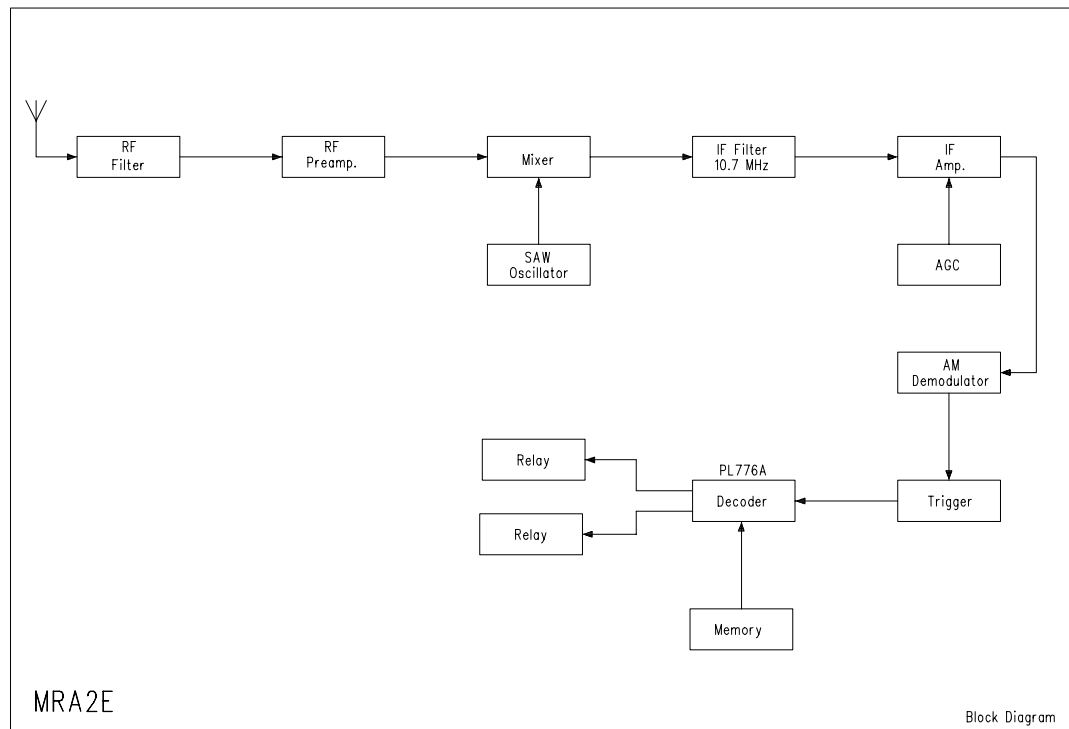 RF
Filter
RF
Preamp.
Mixer
IF Filter
10.7 MHz
IF
Amp.
SAW
Oscillator
AGC
AM
Demodulator
Relay
PL776A
Decoder
Trigger
Relay
Memory
MRA2E
Block Diagram